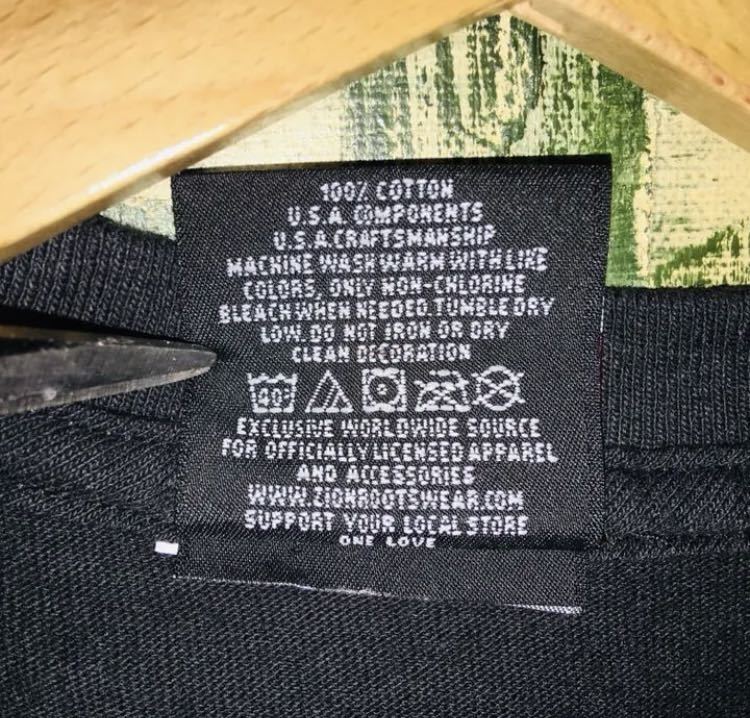 100% COTTON
U.S.A. COMPONENTS
U.S.A. CRAFTSMANSHIP
MACHINE WASH WARM WITH LIKE
COLORS, ONLY NON-CHLORINE
BLEACH WHEN NEEDED TUMBLE DRY
LOW. DO NOT IRON OR DRY
CLEAN DECORATION
40°
EXCLUSIVE WORLDWIDE SOURCE
FOR OFFICIALLY LICENSED APPAREL
AND ACCESSORIES
WWW.ZIONROOTSWEAR.COM
SUPPORT YOUR LOCAL STORE
ONE LOVE